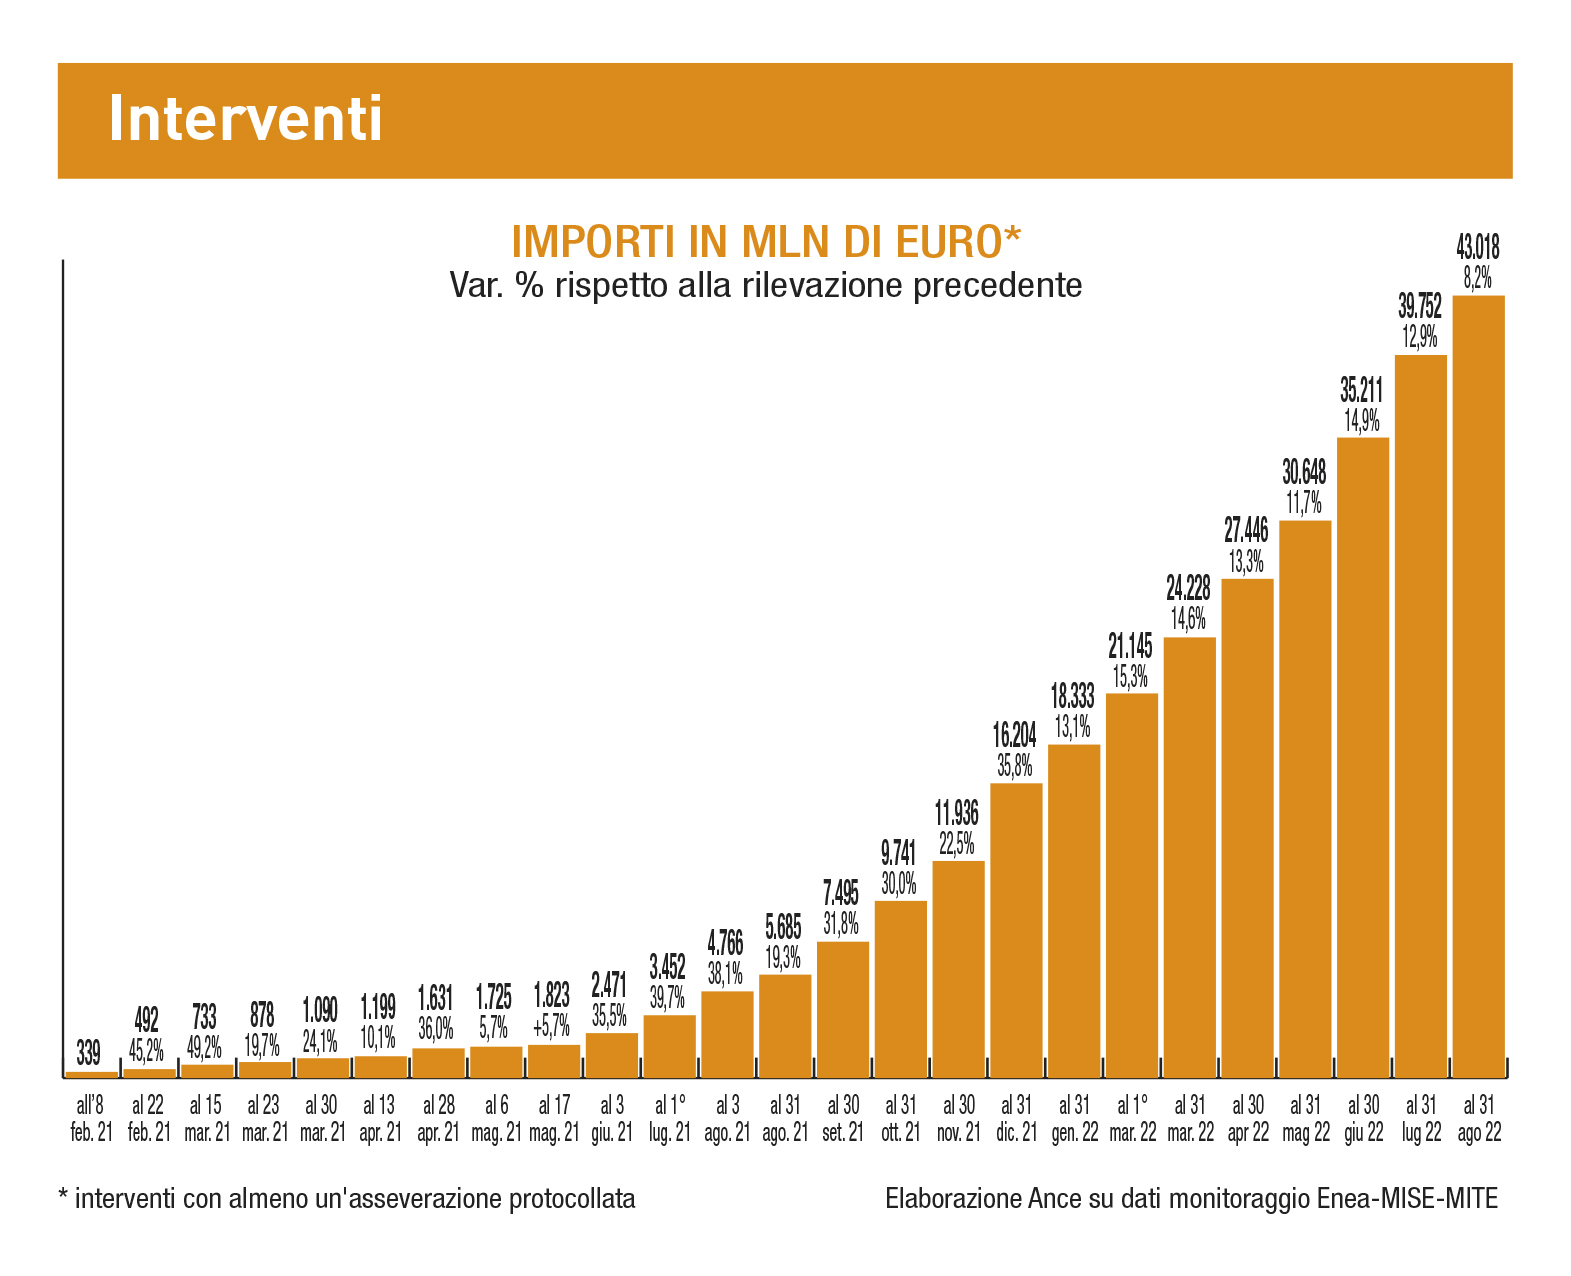 Interventi
IMPORTI IN MLN DI EURO*
Var. % rispetto alla rilevazione precedente
339
492
45,2%
733
49,2%
878
19,7%
1.090
24,1%
1.199
10,1%
1.631
36,0%
1.725
5,7%
1.823
+5,7%
2.471
35,5%
3.452
39,7%
4.766
38,1%
5.685
19,3%
7.495
31,8%
9.741
30,0%
11.936
22,5%
16.204
35,8%
18.333
13,1%
21.145
15,3%
24.228
14,6%
27.446
13,3%
30.648
11,7%
35.211
14,9%
39.752
12,9%
43.018
8,2%
all'8
feb. 21
al 22
feb. 21
al 15
mar. 21
al 23
mar. 21
al 30
mar. 21
al 13
apr. 21
al 28
apr. 21
al 6
mag. 21
al 17
mag. 21
al 3
giu. 21
al 1°
lug. 21
al 3
ago. 21
al 31
ago. 21
al 30
set. 21
al 31
ott. 21
al 30
nov. 21
al 31
dic. 21
al 31
gen. 22
al 1°
mar. 22
al 31
mar. 22
al 30
apr 22
al 31
mag 22
al 30
giu 22
al 31
lug 22
al 31
ago 22
* interventi con almeno un'asseverazione protocollata
Elaborazione Ance su dati monitoraggio Enea-MISE-MITE